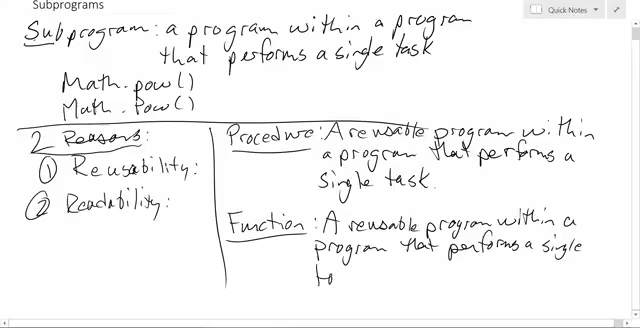 Subprograms
Quick Notes
Subprogram: a program within a program
that performs a single task
Math.pow()
Math.Pow()
2 Reasons:
① Reusability:
② Readability:
Procedure: A reusable program within
a program that performs a
single task.
Function: A reusable program within a
program that performs a single
to